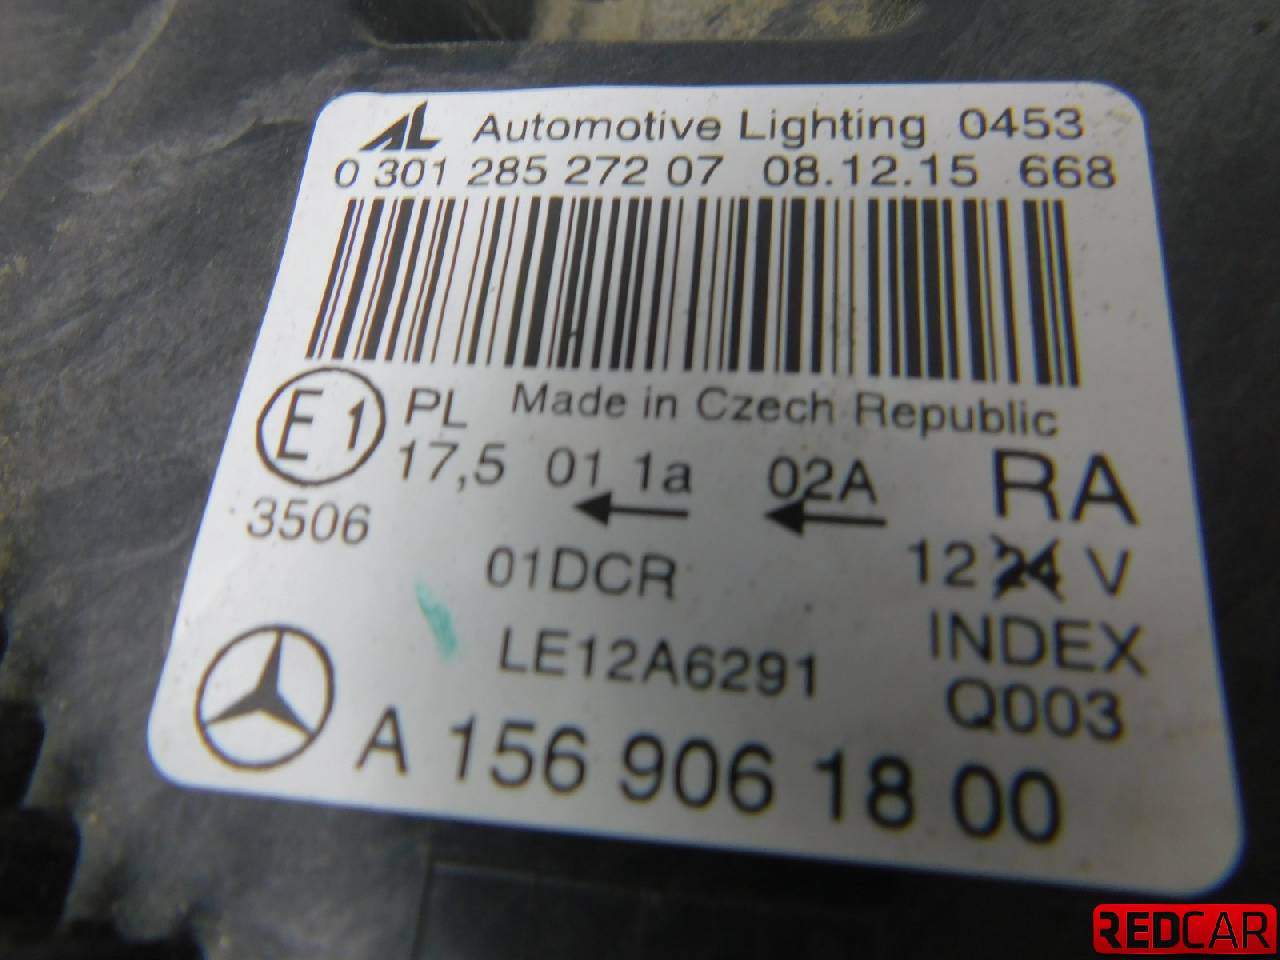 AL Automotive Lighting 0453
0 301 285 272 07 08.12.15 668
E1 PL Made in Czech Republic
17,5 01 1a 02A RA
3506
01DCR 12 24 V
LE12A6291 INDEX
Q003
A 156 906 18 00
REDCAR